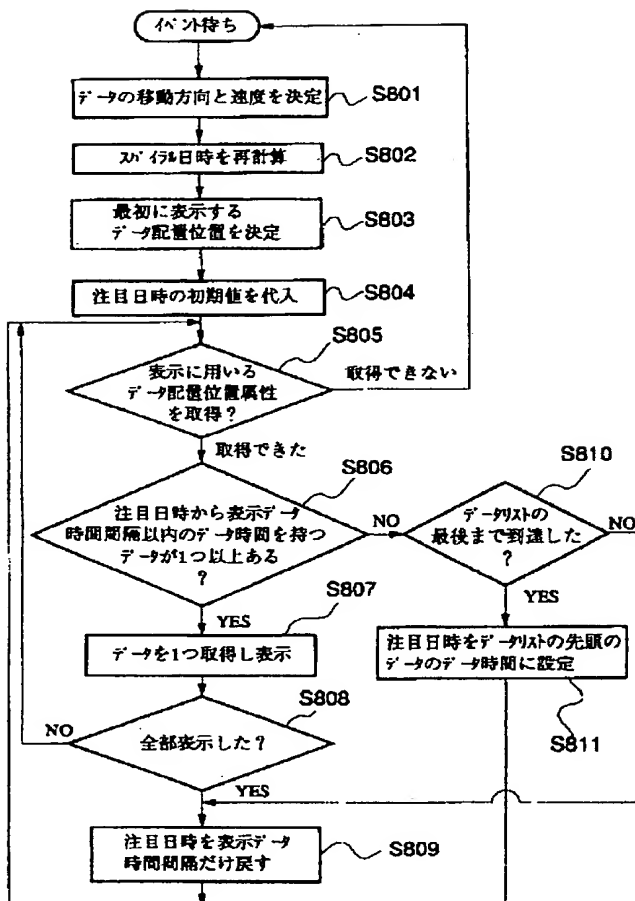 イベント待ち
データの移動方向と速度を決定
S801
スパイラル日時を再計算
S802
最初に表示する
データ配置位置を決定
S803
注目日時の初期値を代入
S804
S805
表示に用いる
データ配置位置属性
を取得?
取得できない
取得できた
S806
注目日時から表示データ
時間間隔以内のデータ時間を持つ
データが1つ以上ある
?
NO
S810
データリストの
最後まで到達した
?
NO
YES
S807
データを1つ取得し表示
YES
注目日時をデータリストの先頭の
データのデータ時間に設定
S811
S808
NO
全部表示した?
YES
注目日時を表示データ
時間間隔だけ戻す
S809